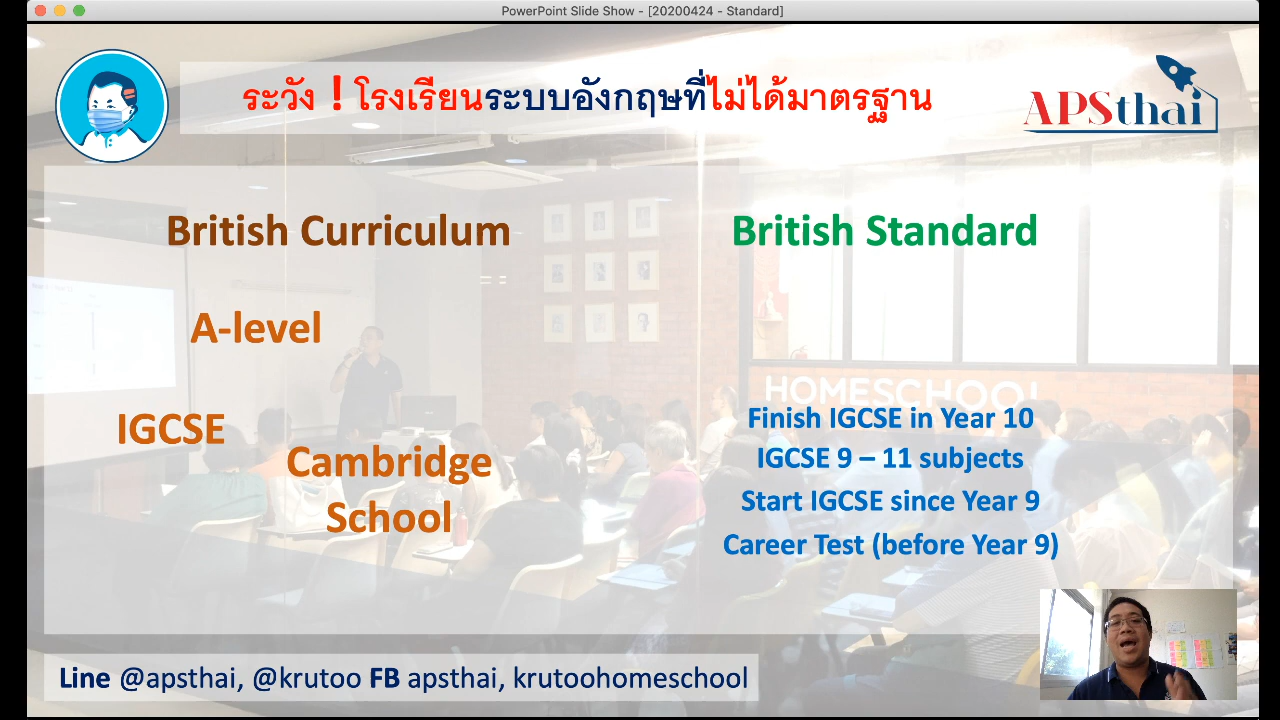 PowerPoint Slide Show - [20200424 - Standard]
ระวัง ! โรงเรียนระบบอังกฤษที่ไม่ได้มาตรฐาน
APSthai
British Curriculum
British Standard
A-level
IGCSE
Cambridge
School
HOMESCHOOL
Finish IGCSE in Year 10
IGCSE 9 – 11 subjects
Start IGCSE since Year 9
Career Test (before Year 9)
Line @apsthai, @krutoo FB apsthai, krutoohomeschool